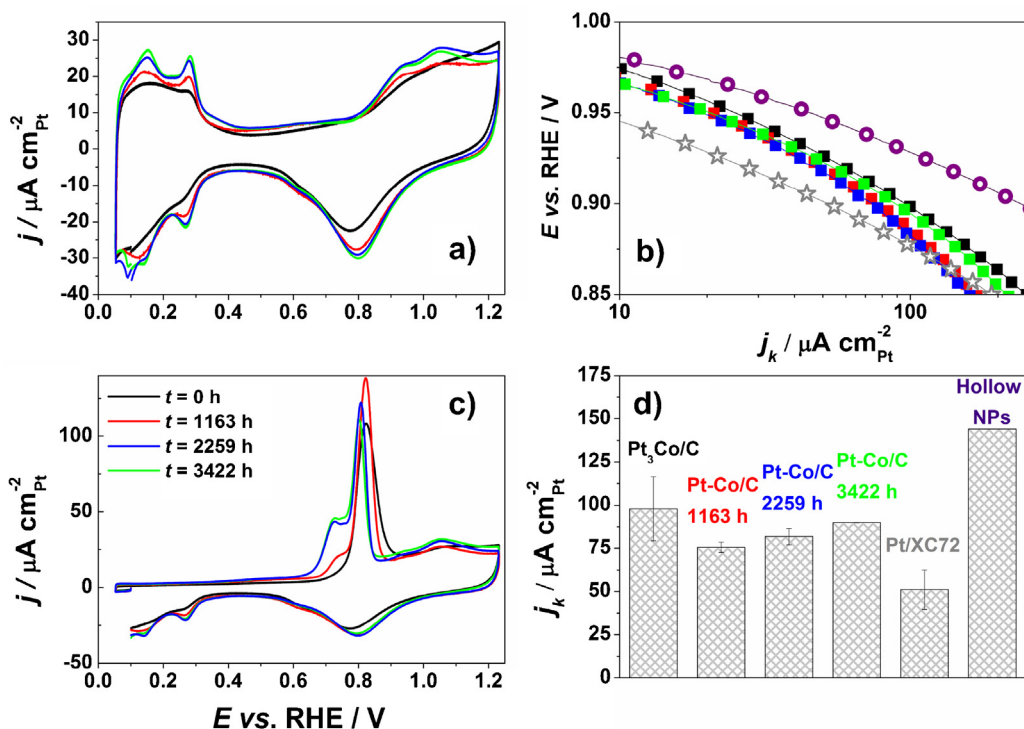 30
20
10
0
-10
-20
-30
-40
0.0 0.2 0.4 0.6 0.8 1.0 1.2
j / µA cm⁻²Pt
a)
1.00
0.95
0.90
0.85
10 100
E vs. RHE / V
b)
jk / µA cm⁻²Pt
100
50
0
-50
0.0 0.2 0.4 0.6 0.8 1.0 1.2
j / µA cm⁻²Pt
t = 0 h
t = 1163 h
t = 2259 h
t = 3422 h
c)
E vs. RHE / V
175
150
125
100
75
50
25
0
jk / µA cm⁻²Pt
d)
Hollow
NPs
Pt₃Co/C
Pt-Co/C
1163 h
Pt-Co/C
2259 h
Pt-Co/C
3422 h
Pt/XC72